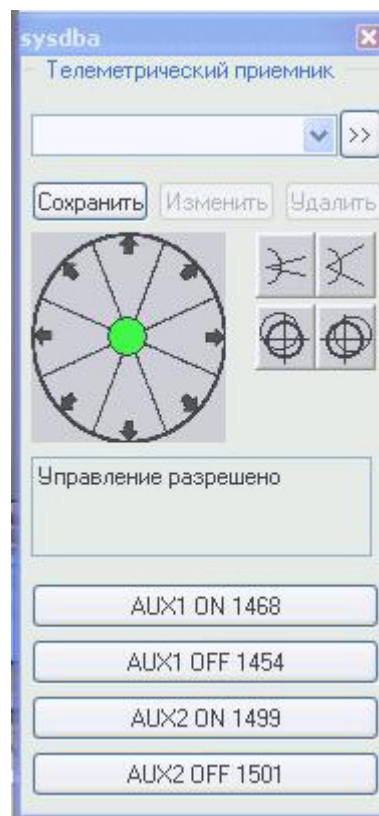 sysdba
Телеметрический приемник
>>
Сохранить Изменить Удалить
Управление разрешено
AUX1 ON 1468
AUX1 OFF 1454
AUX2 ON 1499
AUX2 OFF 1501